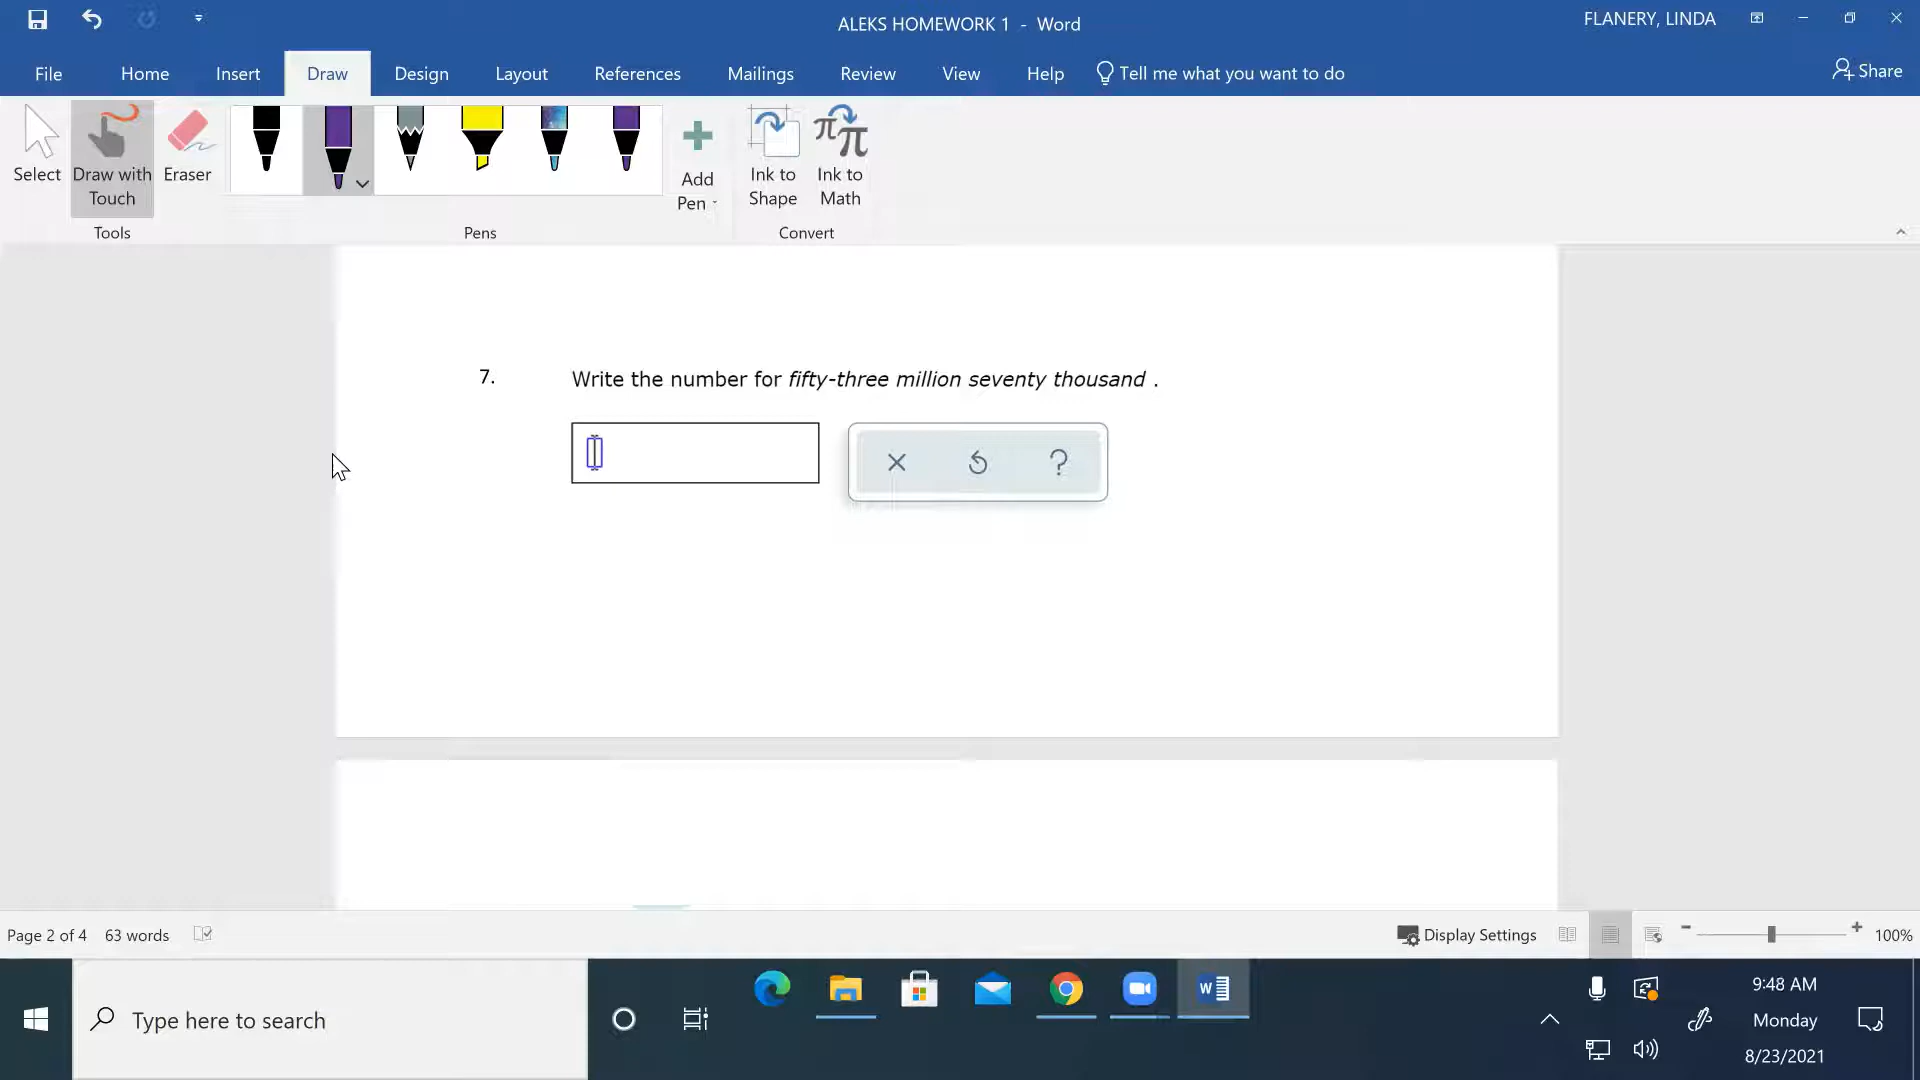 ALEKS HOMEWORK 1 - Word
FLANERY, LINDA
File Home Insert Draw Design Layout References Mailings Review View Help Tell me what you want to do
Share
Select
Draw with Touch
Eraser
Add Pen
Ink to Shape
Ink to Math
Tools
Pens
Convert
7. Write the number for fifty-three million seventy thousand .
Page 2 of 4 63 words
Display Settings
100%
Type here to search
9:48 AM
Monday
8/23/2021